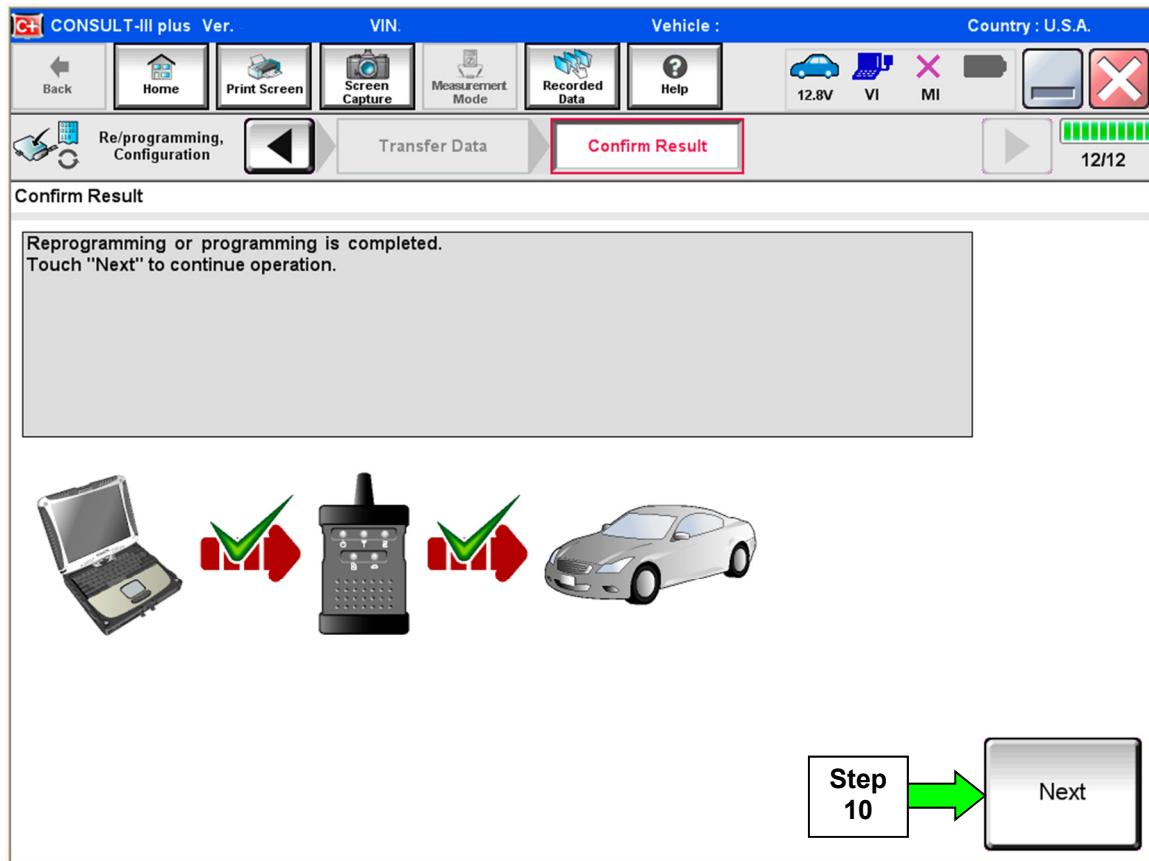 C+ CONSULT-III plus Ver. VIN: Vehicle : Country : U.S.A.
Back
Home
Print Screen
Screen
Capture
Measurement
Mode
Recorded
Data
Help
12.8V
VI
MI
Re/programming,
Configuration
Transfer Data
Confirm Result
12/12
Confirm Result
Reprogramming or programming is completed.
Touch "Next" to continue operation.
Step
10
Next